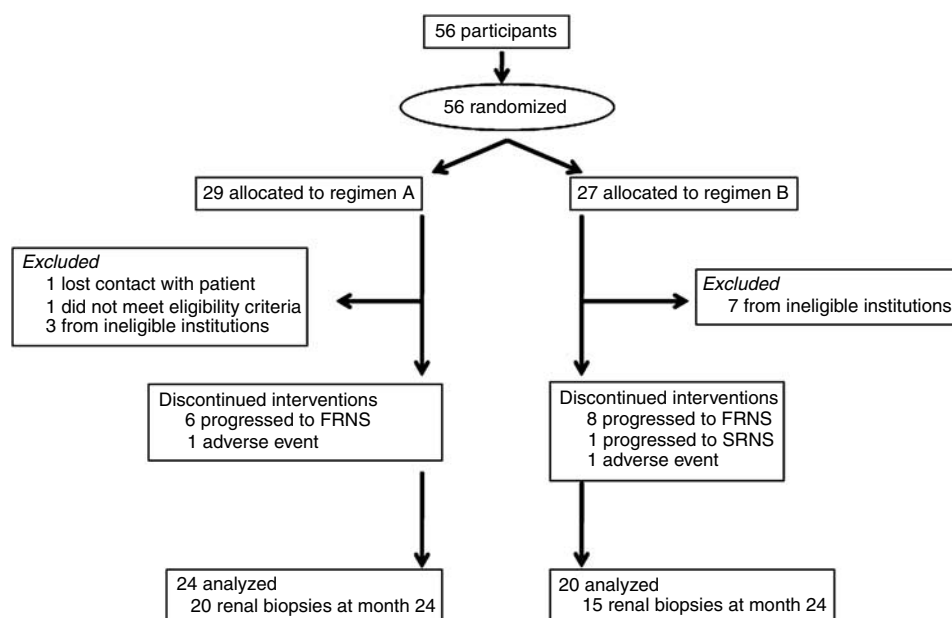 56 participants
56 randomized
29 allocated to regimen A
27 allocated to regimen B
Excluded
1 lost contact with patient
1 did not meet eligibility criteria
3 from ineligible institutions
Excluded
7 from ineligible institutions
Discontinued interventions
6 progressed to FRNS
1 adverse event
Discontinued interventions
8 progressed to FRNS
1 progressed to SRNS
1 adverse event
24 analyzed
20 renal biopsies at month 24
20 analyzed
15 renal biopsies at month 24